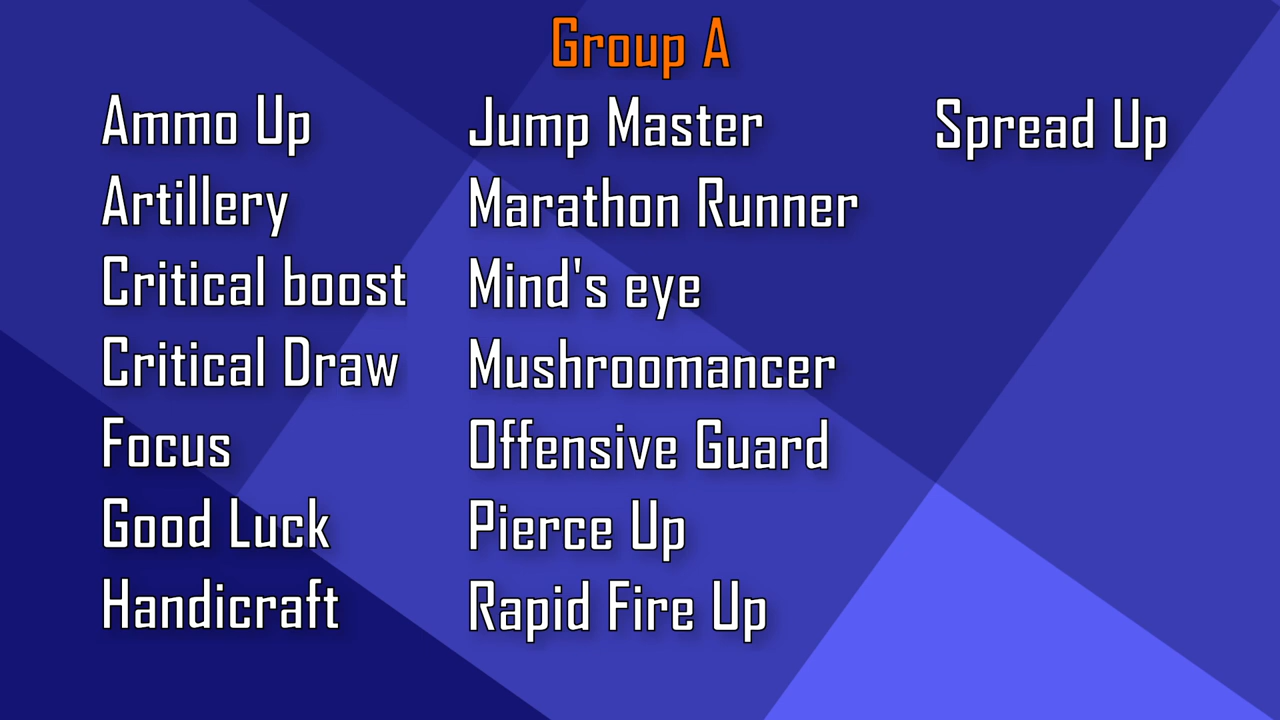 Group A
Ammo Up
Artillery
Critical boost
Critical Draw
Focus
Good Luck
Handicraft
Jump Master
Marathon Runner
Mind's eye
Mushroomancer
Offensive Guard
Pierce Up
Rapid Fire Up
Spread Up